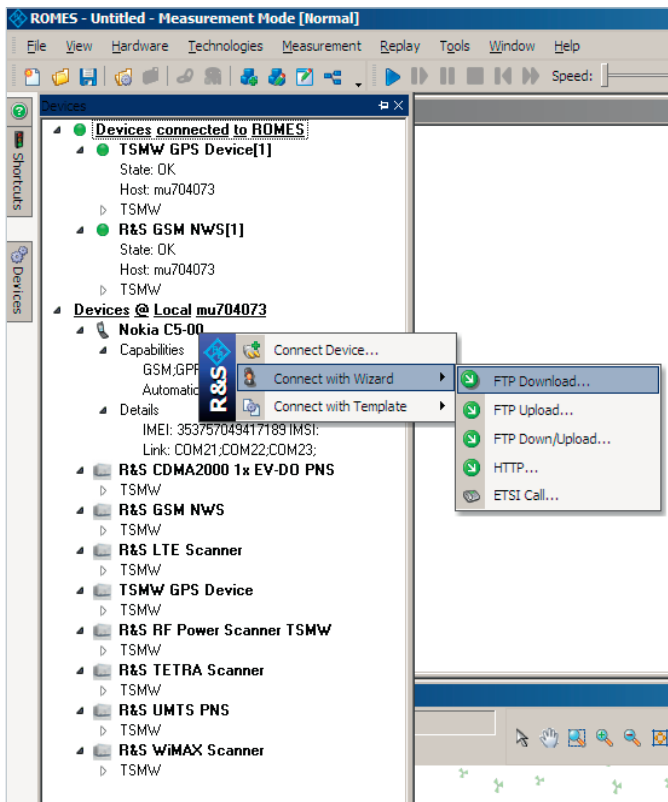 ROMES - Untitled - Measurement Mode [Normal]
File View Hardware Technologies Measurement Replay Tools Window Help
Speed:
Devices
Shortcuts
Devices
Devices connected to ROMES
TSMW GPS Device[1]
State: OK
Host: mu704073
TSMW
R&S GSM NWS[1]
State: OK
Host: mu704073
TSMW
Devices @ Local mu704073
Nokia C5-00
Capabilities
GSM;GPR
Automatic
Details
IMEI: 353757049417189 IMSI:
Link: COM21;COM22;COM23;
R&S CDMA2000 1x EV-DO PNS
TSMW
R&S GSM NWS
TSMW
R&S LTE Scanner
TSMW
TSMW GPS Device
TSMW
R&S RF Power Scanner TSMW
TSMW
R&S TETRA Scanner
TSMW
R&S UMTS PNS
TSMW
R&S WiMAX Scanner
TSMW
R&S
Connect Device...
Connect with Wizard
Connect with Template
FTP Download...
FTP Upload...
FTP Down/Upload...
HTTP...
ETSI Call...